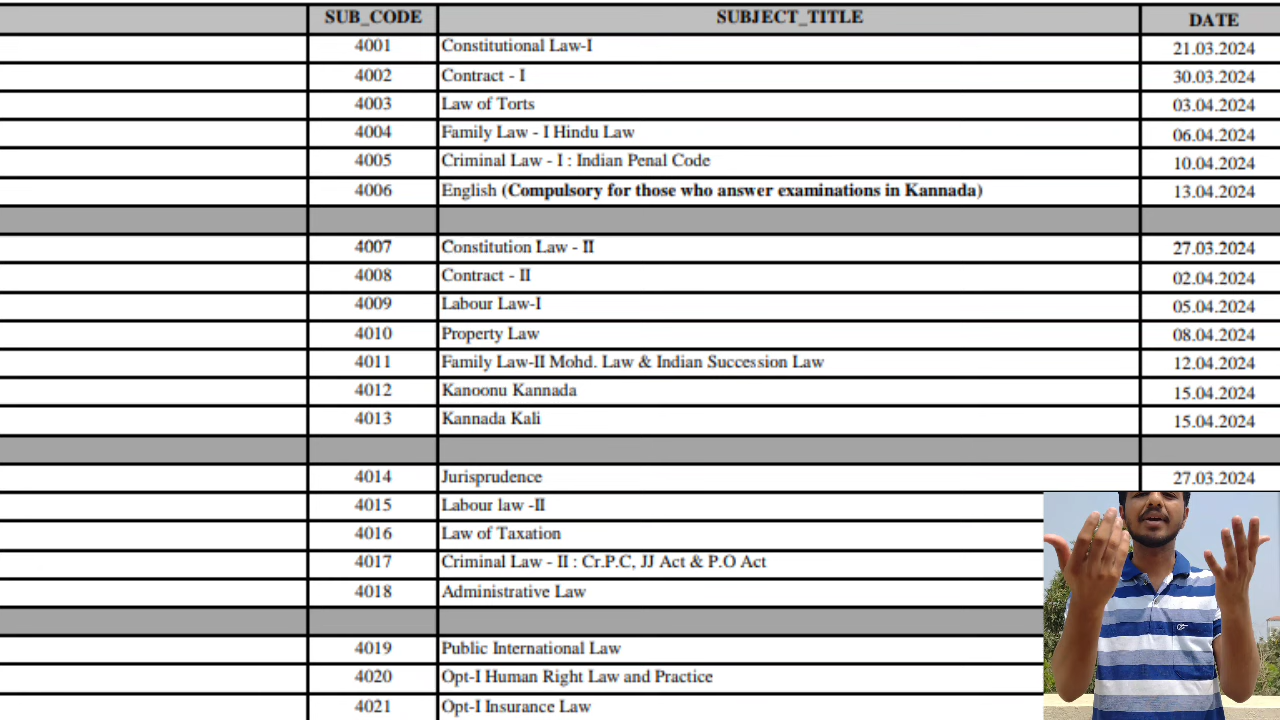 SUB_CODE SUBJECT_TITLE DATE
4001 Constitutional Law-I 21.03.2024
4002 Contract - I 30.03.2024
4003 Law of Torts 03.04.2024
4004 Family Law - I Hindu Law 06.04.2024
4005 Criminal Law - I : Indian Penal Code 10.04.2024
4006 English (Compulsory for those who answer examinations in Kannada) 13.04.2024
4007 Constitution Law - II 27.03.2024
4008 Contract - II 02.04.2024
4009 Labour Law-I 05.04.2024
4010 Property Law 08.04.2024
4011 Family Law-II Mohd. Law & Indian Succession Law 12.04.2024
4012 Kanoonu Kannada 15.04.2024
4013 Kannada Kali 15.04.2024
4014 Jurisprudence 27.03.2024
4015 Labour law -II
4016 Law of Taxation
4017 Criminal Law - II : Cr.P.C, JJ Act & P.O Act
4018 Administrative Law
4019 Public International Law
4020 Opt-I Human Right Law and Practice
4021 Opt-I Insurance Law